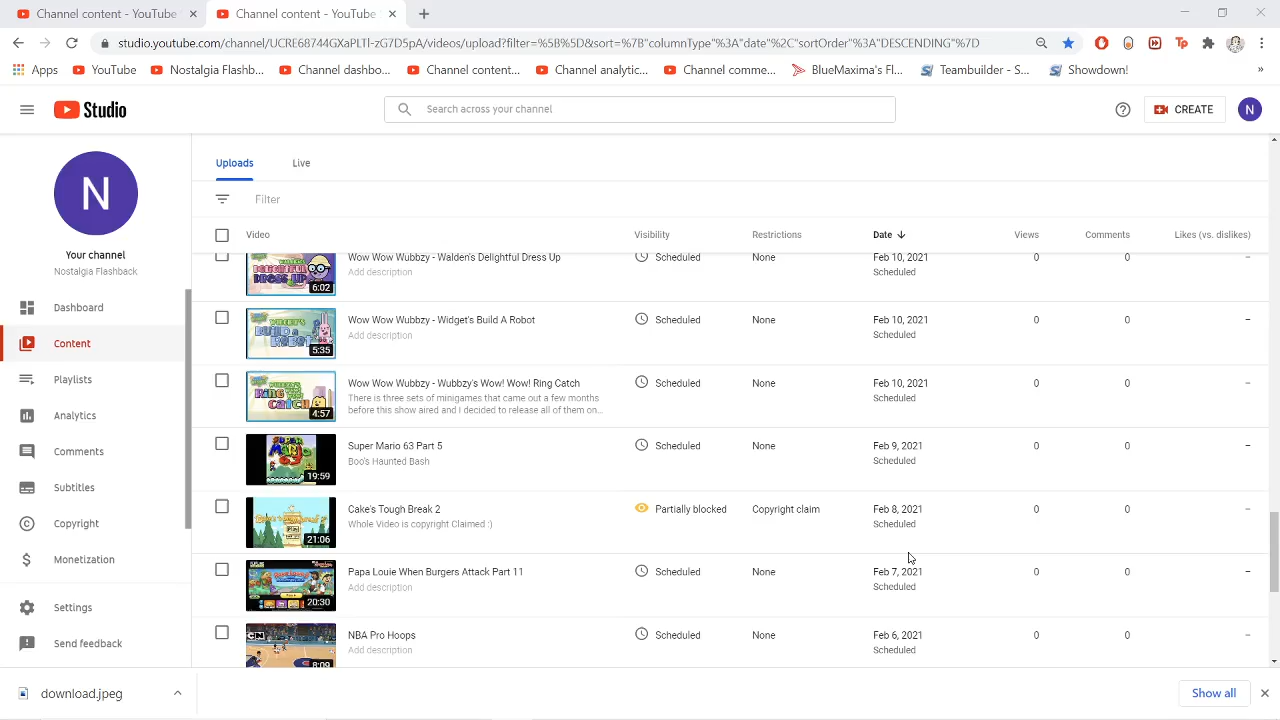 Channel content - YouTube
Channel content - YouTube
studio.youtube.com/channel/UCRE68744GXaPLTl-zG7D5pA/videos/upload?filter=%5B%5D&sort=%7B"columnType"%3A"date"%2C"sortOrder"%3A"DESCENDING"%7D
Apps YouTube Nostalgia Flashb... Channel dashbo... Channel content... Channel analytic... Channel comme... BlueMaxima's Fl... Teambuilder - S... Showdown! »
Studio
Search across your channel
CREATE
N
N
Your channel
Nostalgia Flashback
Dashboard
Content
Playlists
Analytics
Comments
Subtitles
Copyright
Monetization
Settings
Send feedback
Uploads Live
Filter
Video Visibility Restrictions Date Views Comments Likes (vs. dislikes)
6:02
Wow Wow Wubbzy - Walden's Delightful Dress Up Scheduled None Feb 10, 2021 0 0 –
Add description Scheduled
5:35
Wow Wow Wubbzy - Widget's Build A Robot Scheduled None Feb 10, 2021 0 0 –
Add description Scheduled
4:57
Wow Wow Wubbzy - Wubbzy's Wow! Wow! Ring Catch Scheduled None Feb 10, 2021 0 0 –
There is three sets of minigames that came out a few months Scheduled
before this show aired and I decided to release all of them on...
19:59
Super Mario 63 Part 5 Scheduled None Feb 9, 2021 0 0 –
Boo's Haunted Bash Scheduled
21:06
Cake's Tough Break 2 Partially blocked Copyright claim Feb 8, 2021 0 0 –
Whole Video is copyright Claimed :) Scheduled
20:30
Papa Louie When Burgers Attack Part 11 Scheduled None Feb 7, 2021 0 0 –
Add description Scheduled
8:09
NBA Pro Hoops Scheduled None Feb 6, 2021 0 0 –
Add description Scheduled
download.jpeg
Show all